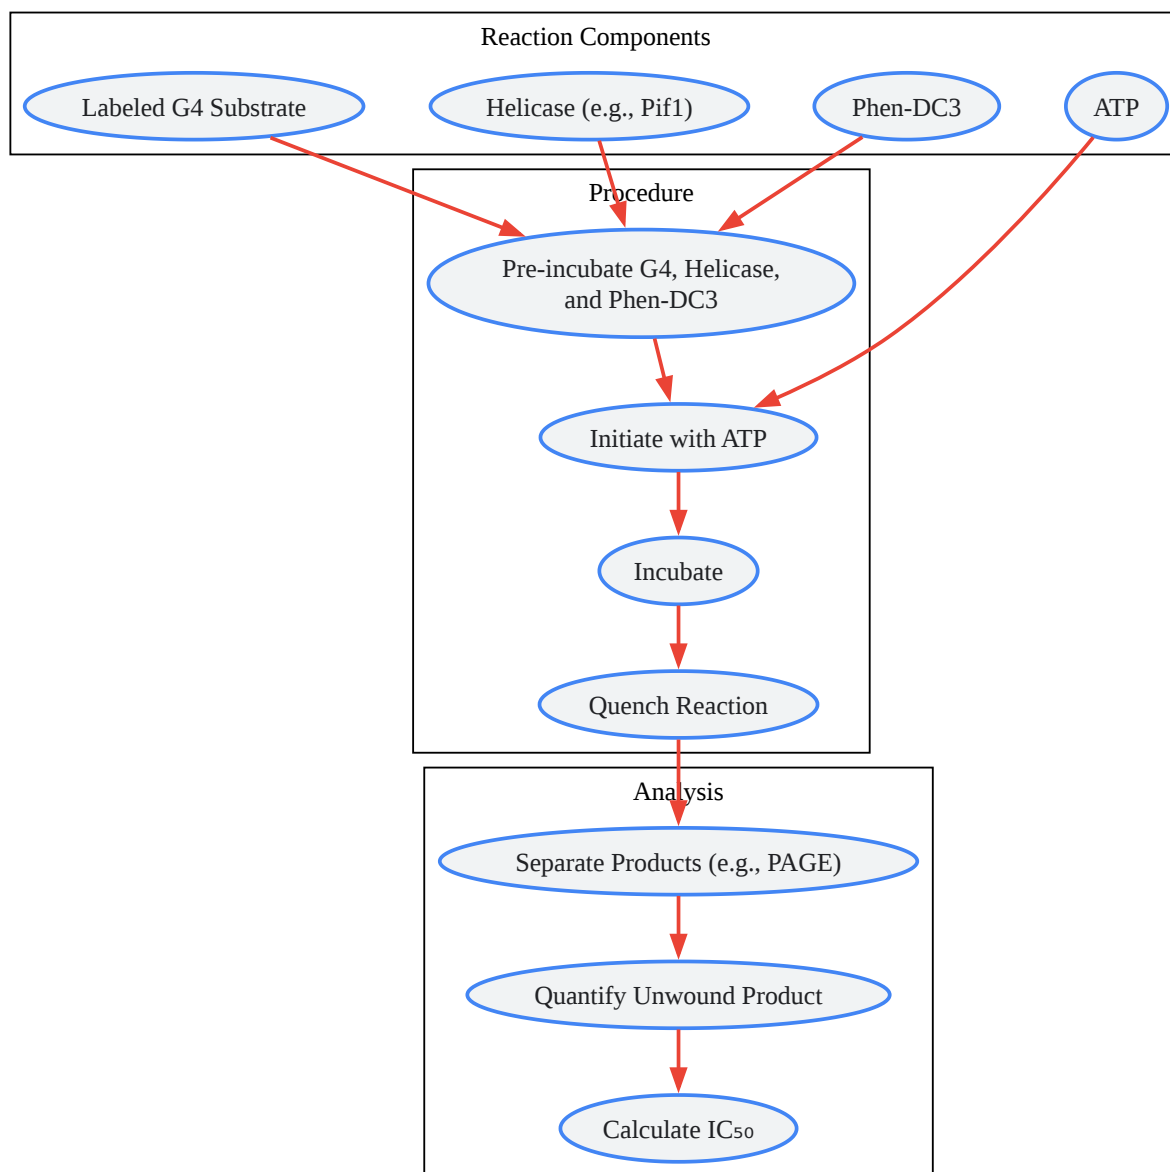 Reaction Components
Labeled G4 Substrate
Helicase (e.g., Pif1)
Phen-DC3
ATP
Procedure
Pre-incubate G4, Helicase,
and Phen-DC3
Initiate with ATP
Incubate
Quench Reaction
Analysis
Separate Products (e.g., PAGE)
Quantify Unwound Product
Calculate IC₅₀